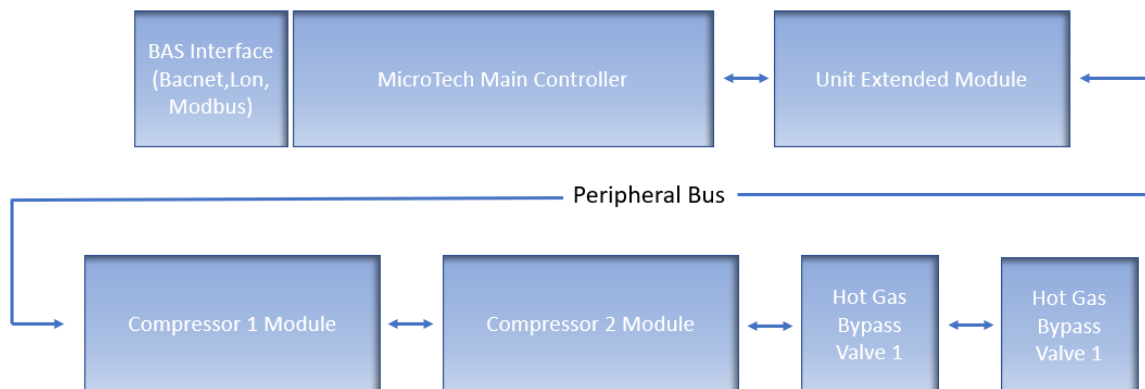 BAS Interface
(Bacnet,Lon,
Modbus)
MicroTech Main Controller
Unit Extended Module
Peripheral Bus
Compressor 1 Module
Compressor 2 Module
Hot Gas
Bypass
Valve 1
Hot Gas
Bypass
Valve 1